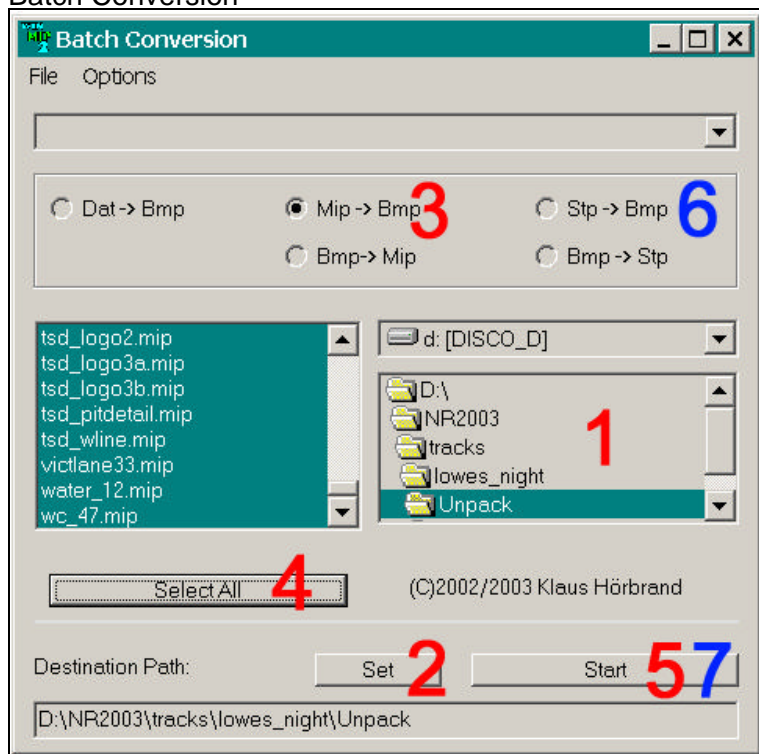 Batch Conversion
Batch Conversion
File Options
Dat -> Bmp Mip -> Bmp 3 Stp -> Bmp 6
Bmp-> Mip Bmp -> Stp
tsd_logo2.mip
tsd_logo3a.mip
tsd_logo3b.mip
tsd_pitdetail.mip
tsd_wline.mip
victlane33.mip
water_12.mip
wc_47.mip
d: [DISCO_D]
D:\
NR2003
tracks
lowes_night
Unpack
1
Select All 4 (C)2002/2003 Klaus Hörbrand
Destination Path: Set 2 Start 5 7
D:\NR2003\tracks\lowes_night\Unpack